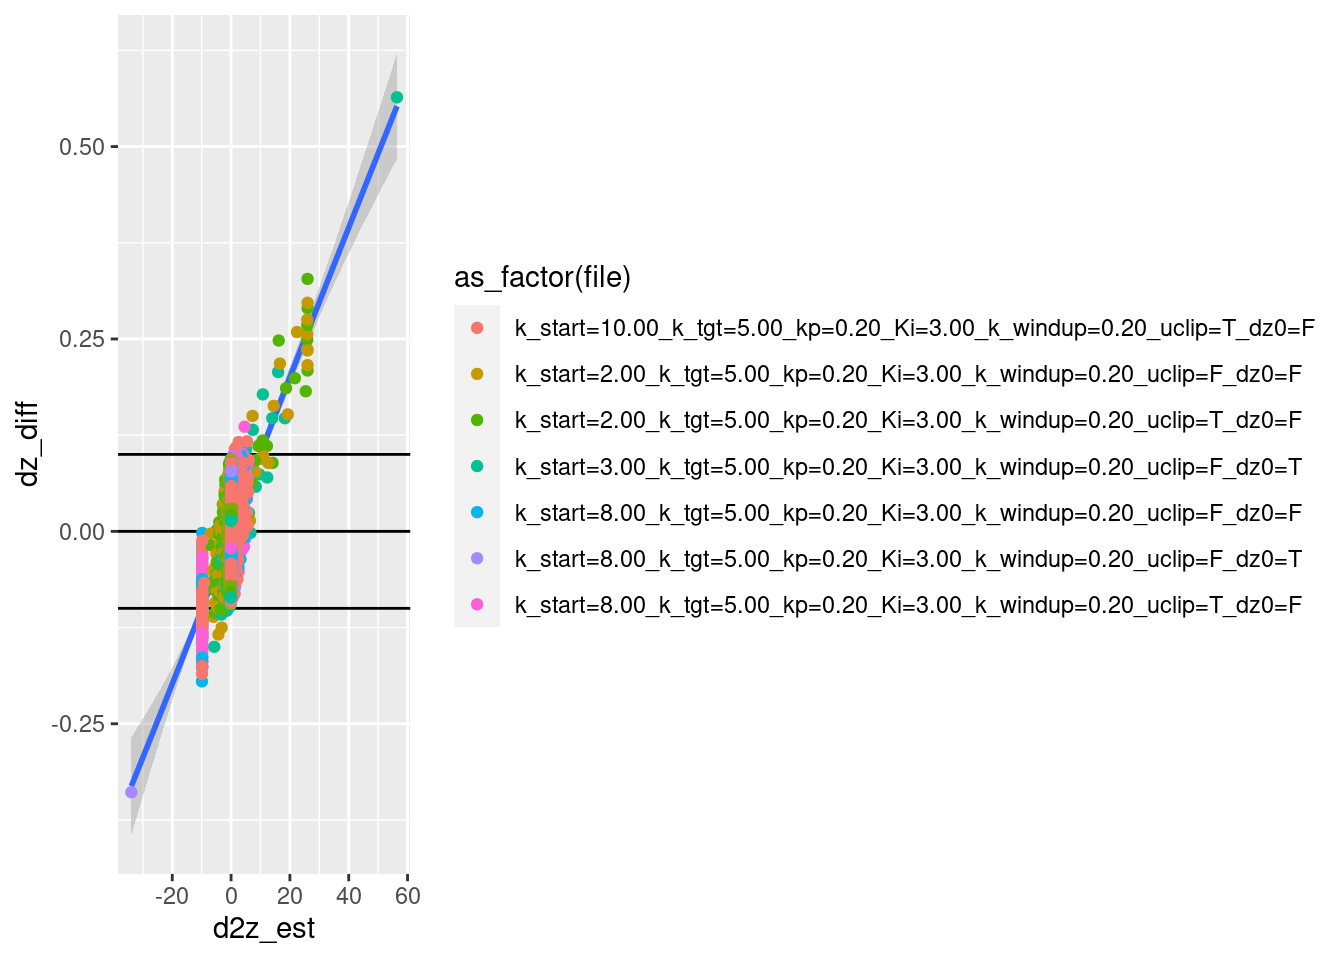 0.50
0.25
0.00
-0.25
dz_diff
-20 0 20 40 60
d2z_est
as_factor(file)
k_start=10.00_k_tgt=5.00_kp=0.20_Ki=3.00_k_windup=0.20_uclip=T_dz0=F
k_start=2.00_k_tgt=5.00_kp=0.20_Ki=3.00_k_windup=0.20_uclip=F_dz0=F
k_start=2.00_k_tgt=5.00_kp=0.20_Ki=3.00_k_windup=0.20_uclip=T_dz0=F
k_start=3.00_k_tgt=5.00_kp=0.20_Ki=3.00_k_windup=0.20_uclip=F_dz0=T
k_start=8.00_k_tgt=5.00_kp=0.20_Ki=3.00_k_windup=0.20_uclip=F_dz0=F
k_start=8.00_k_tgt=5.00_kp=0.20_Ki=3.00_k_windup=0.20_uclip=F_dz0=T
k_start=8.00_k_tgt=5.00_kp=0.20_Ki=3.00_k_windup=0.20_uclip=T_dz0=F